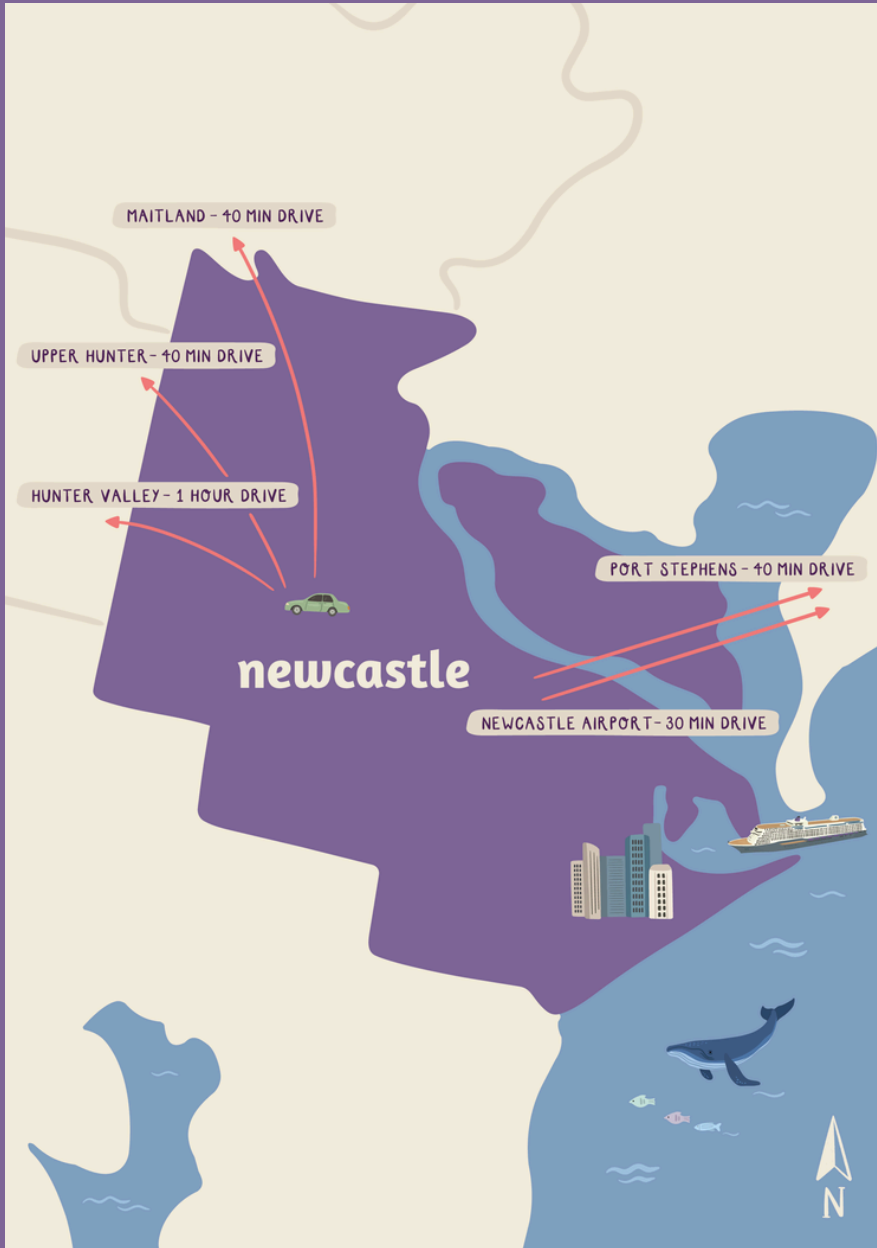 MAITLAND - 40 MIN DRIVE
UPPER HUNTER - 40 MIN DRIVE
HUNTER VALLEY - 1 HOUR DRIVE
PORT STEPHENS - 40 MIN DRIVE
newcastle
NEWCASTLE AIRPORT - 30 MIN DRIVE
N